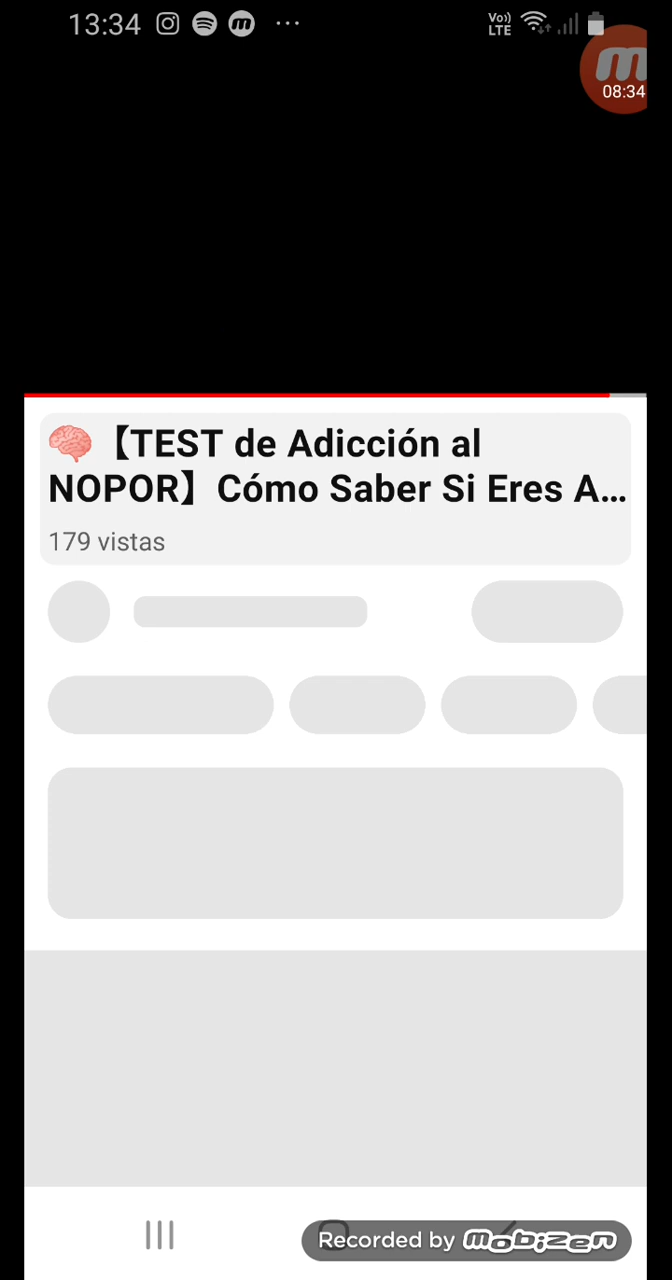 13:34
Vo)) LTE
08:34
🧠【TEST de Adicción al
NOPOR】Cómo Saber Si Eres A...
179 vistas
Recorded by mobizen